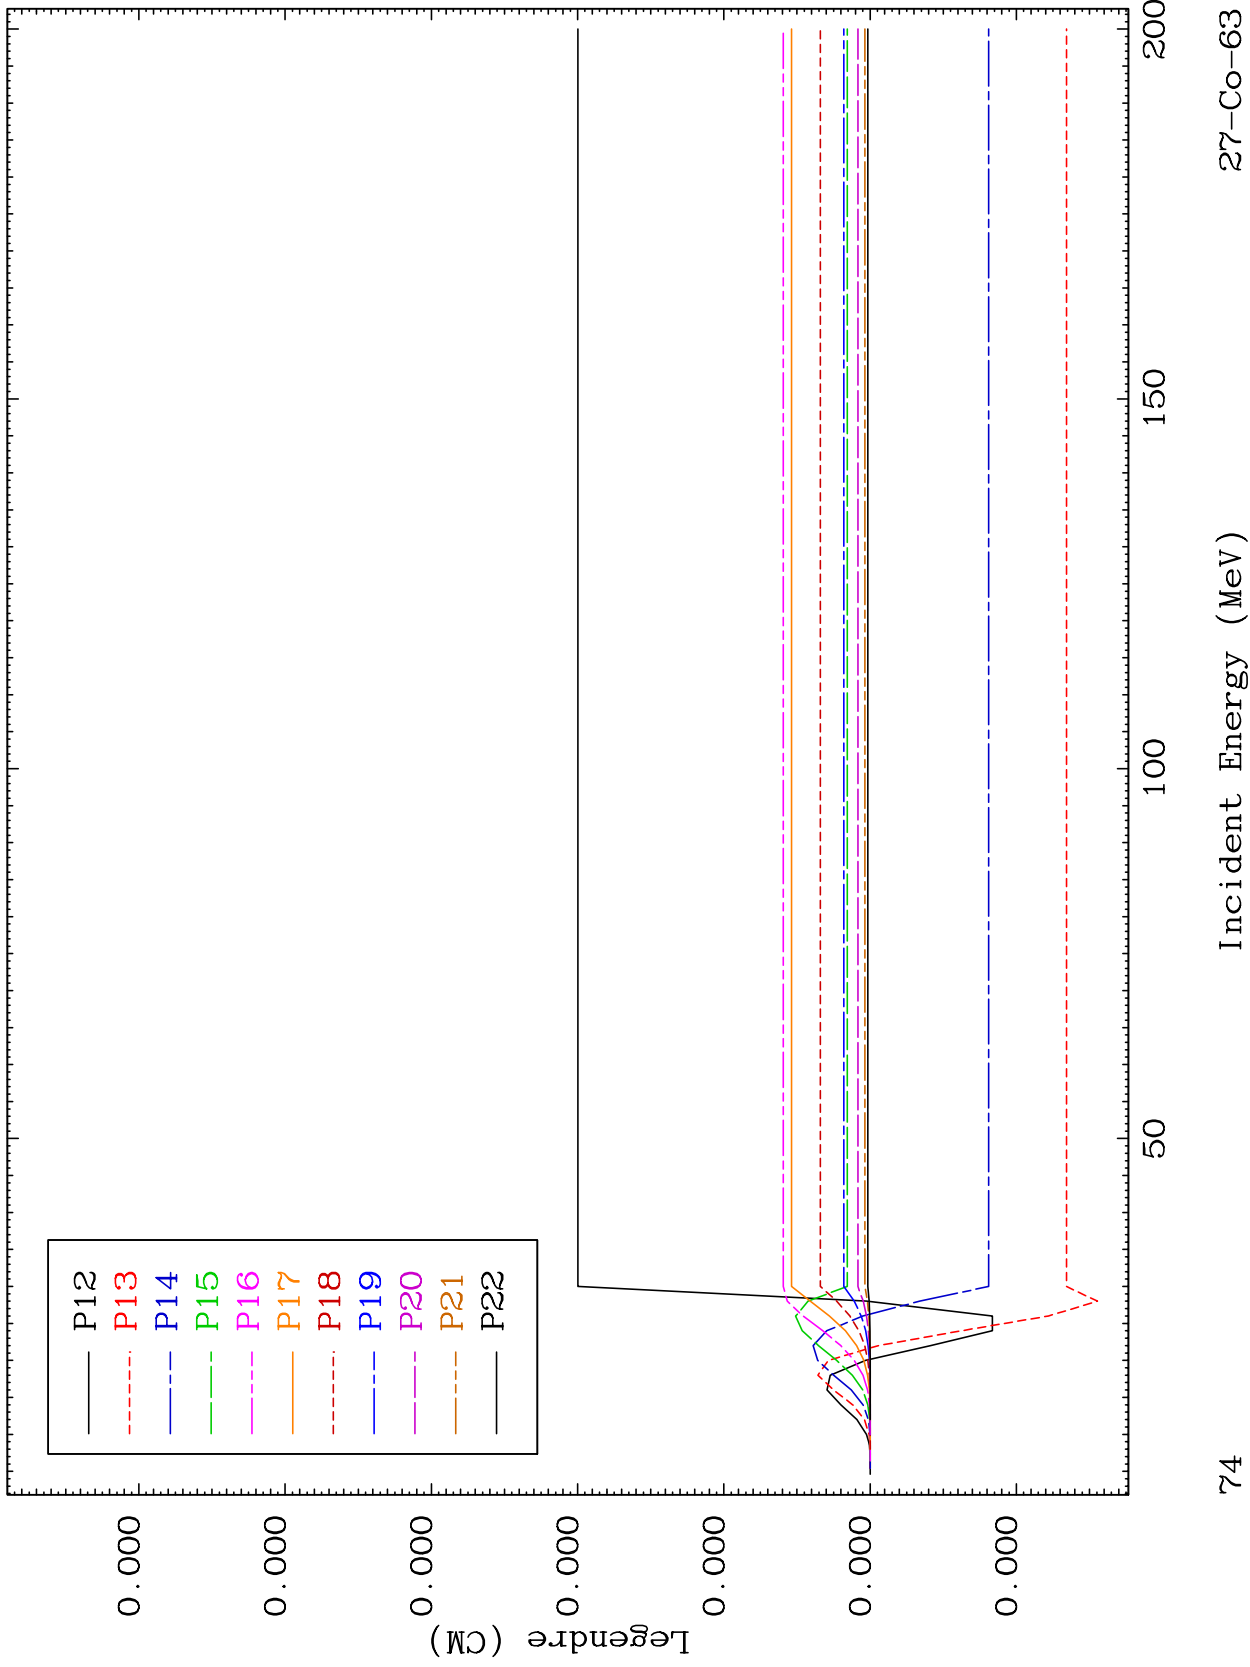 P12
P13
P14
P15
P16
P17
P18
P19
P20
P21
P22
Legendre (CM)
0.000
0.000
0.000
0.000
0.000
0.000
0.000
50
100
150
200
Incident Energy (MeV)
74
27-Co-63